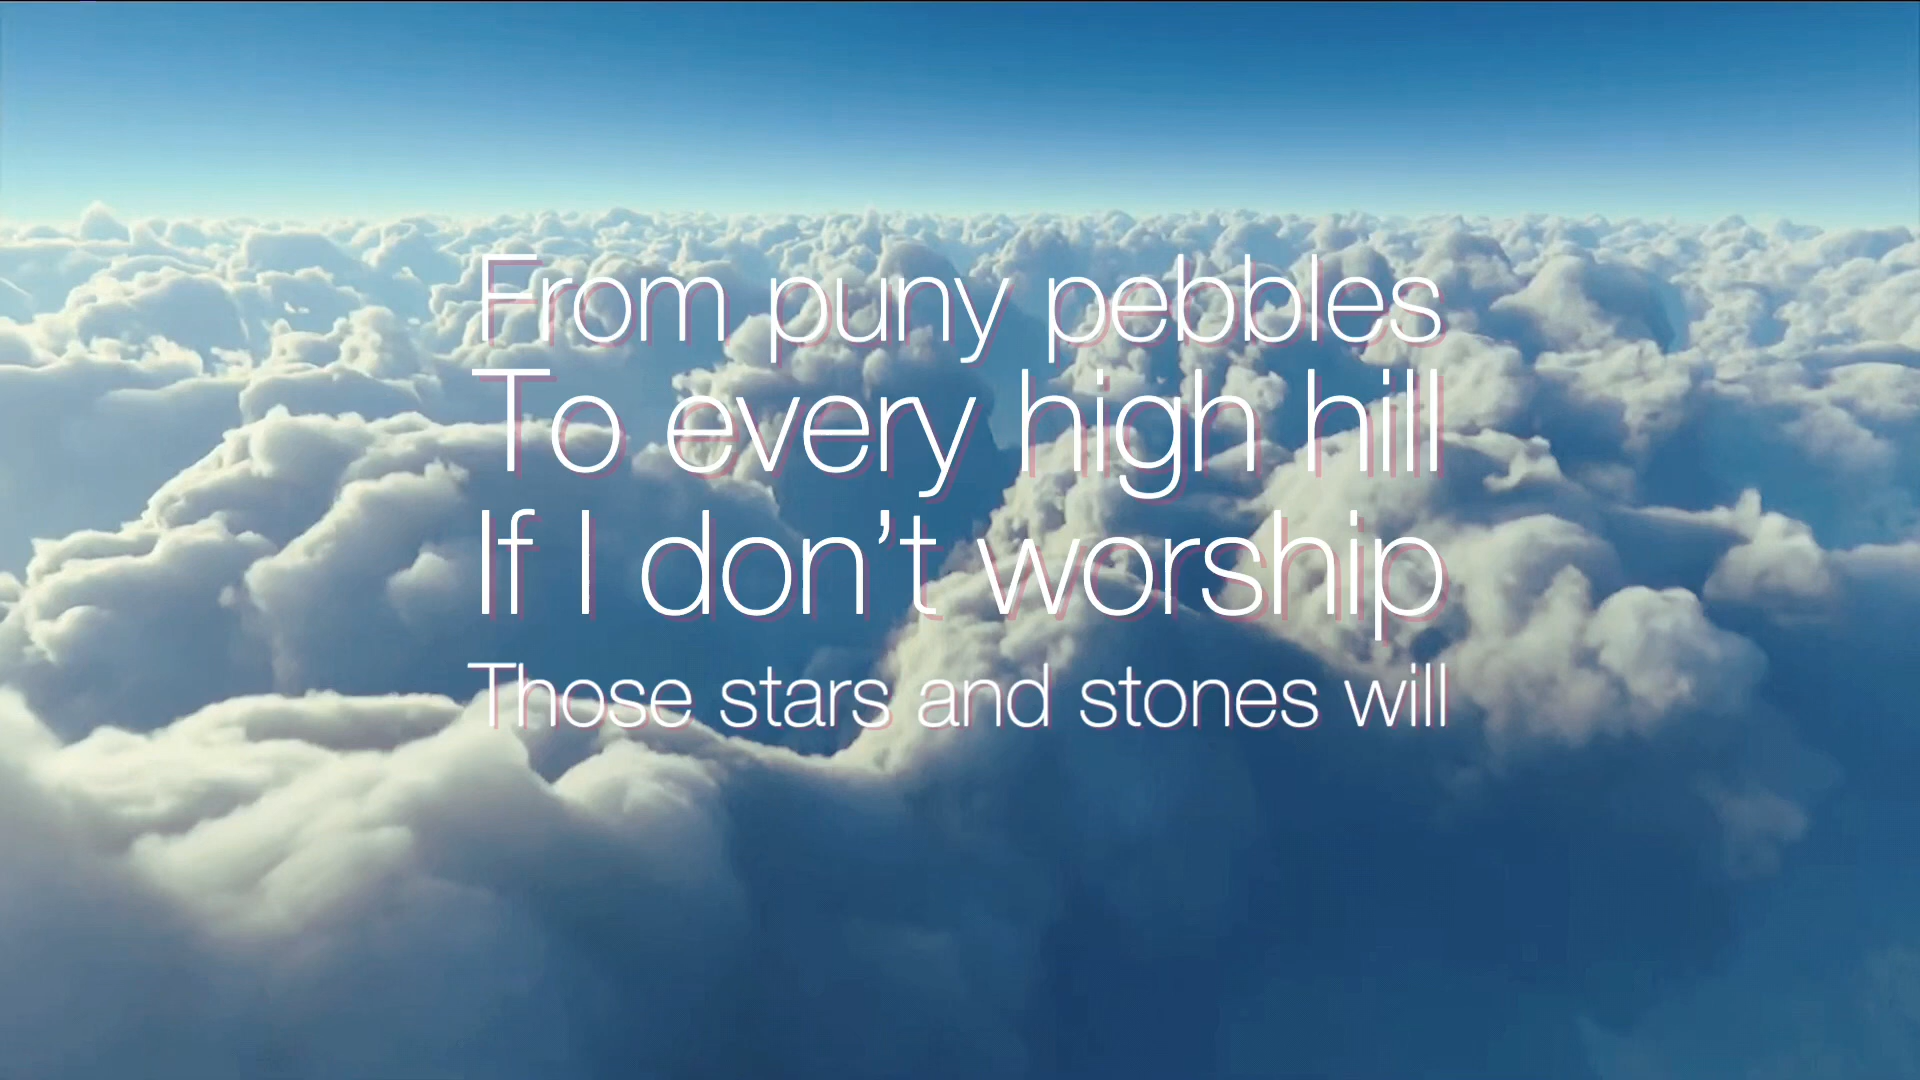 From puny pebbles
To every high hill
If I don’t worship
Those stars and stones will